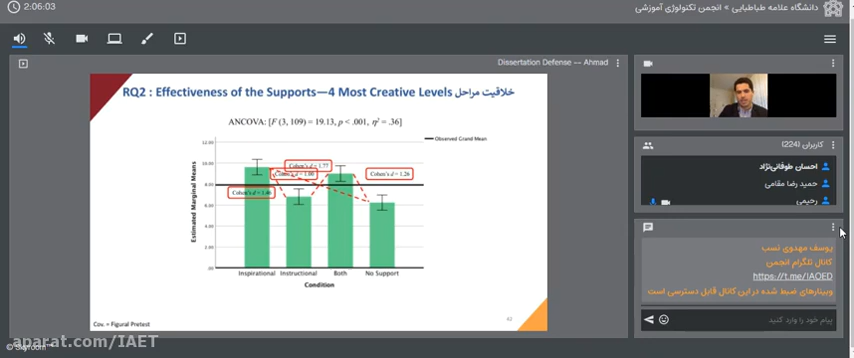 2:06:03
دانشگاه علامه طباطبایی » انجمن تکنولوژی آموزشی
Dissertation Defense -- Ahmad
RQ2 : Effectiveness of the Supports—4 Most Creative Levels خلاقیت مراحل
ANCOVA: [F (3, 109) = 19.13, p < .001, η² = .36]
Observed Grand Mean
12.00
10.00
8.00
6.00
4.00
2.00
.00
Estimated Marginal Means
Cohen's d = 1.77
Cohen's d = 1.00
Cohen's d = 1.26
Cohen's d = 1.46
Inspirational Instructional Both No Support
Condition
Cov. = Figural Pretest
کاربران (224)
احسان طوفانی‌نژاد
حمید رضا مقامی
رحیمی
یوسف مهدوی نسب
کانال تلگرام انجمن
https://t.me/IAOED
وبینارهای ضبط شده در این کانال قابل دسترسی است
پیام خود را وارد کنید
© Skyroom
aparat.com/IAET